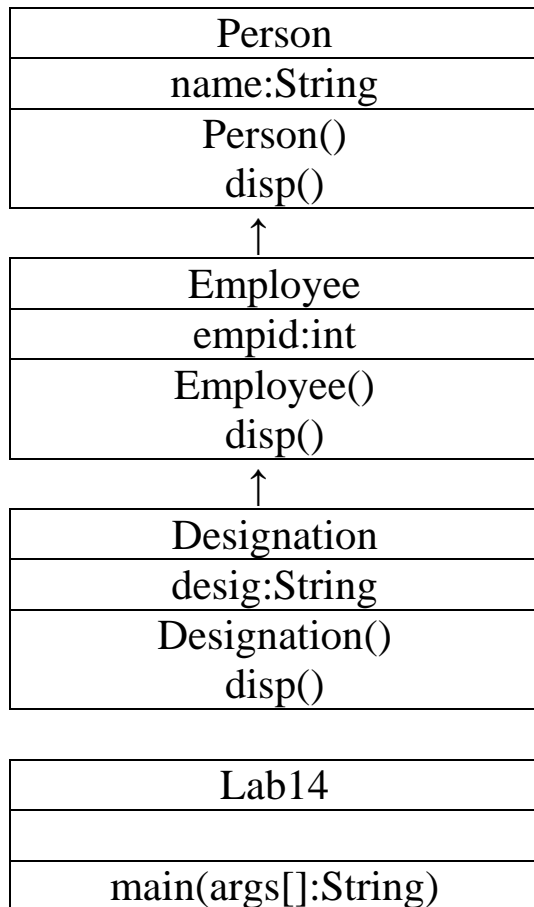 Person
name:String
Person()
disp()
↑
Employee
empid:int
Employee()
disp()
↑
Designation
desig:String
Designation()
disp()
Lab14
main(args[]:String)